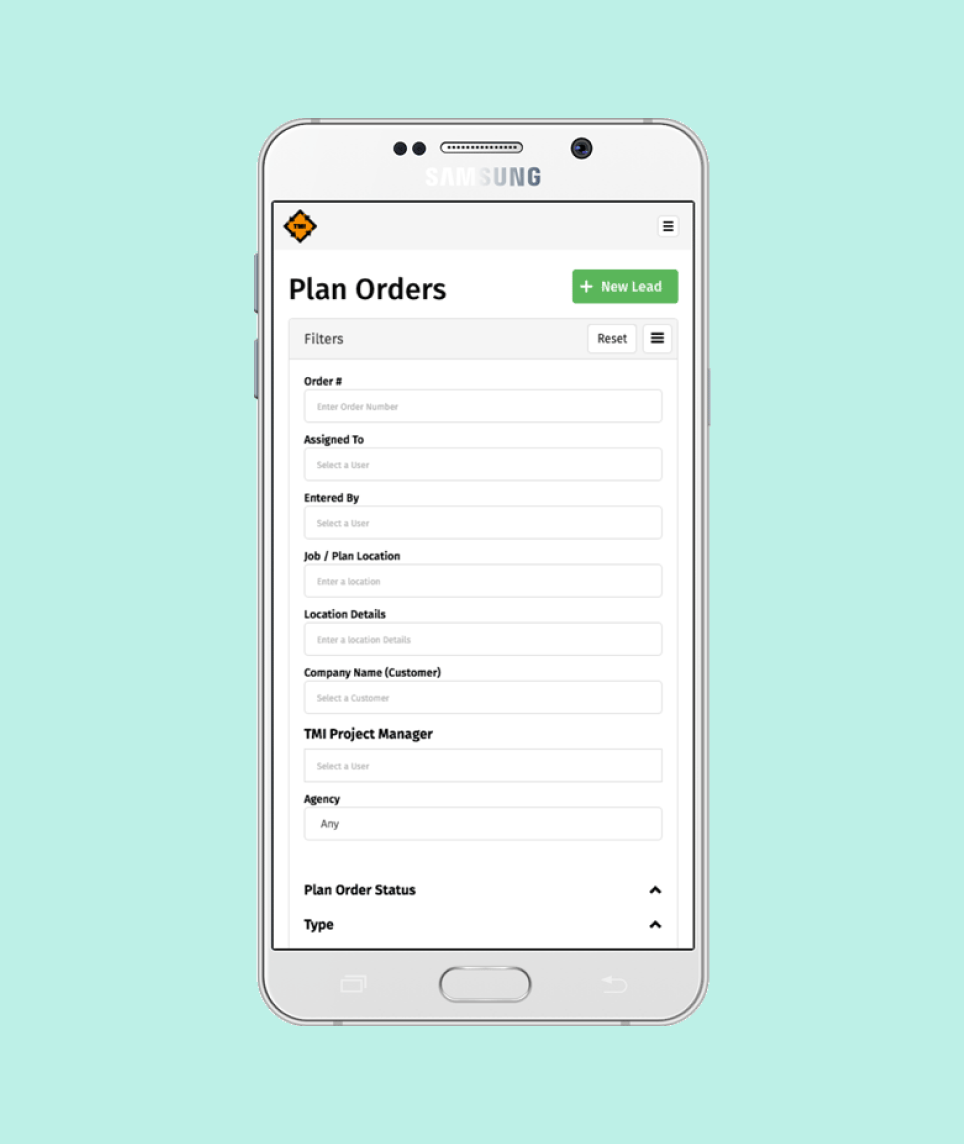 SAMSUNG
TMI
Plan Orders
+ New Lead
Filters
Reset
Order #
Enter Order Number
Assigned To
Select a User
Entered By
Select a User
Job / Plan Location
Enter a location
Location Details
Enter a location Details
Company Name (Customer)
Select a Customer
TMI Project Manager
Select a User
Agency
Any
Plan Order Status
Type